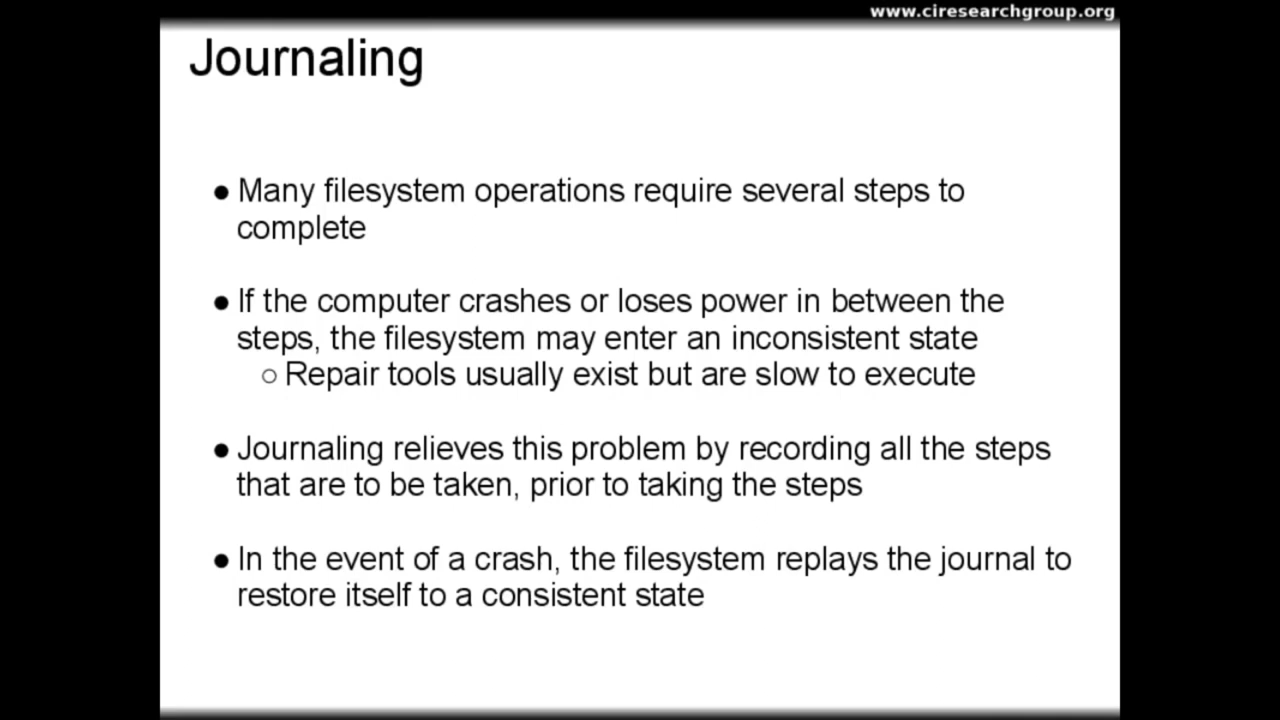 www.ciresearchgroup.org
Journaling
● Many filesystem operations require several steps to
complete
● If the computer crashes or loses power in between the
steps, the filesystem may enter an inconsistent state
○ Repair tools usually exist but are slow to execute
● Journaling relieves this problem by recording all the steps
that are to be taken, prior to taking the steps
● In the event of a crash, the filesystem replays the journal to
restore itself to a consistent state